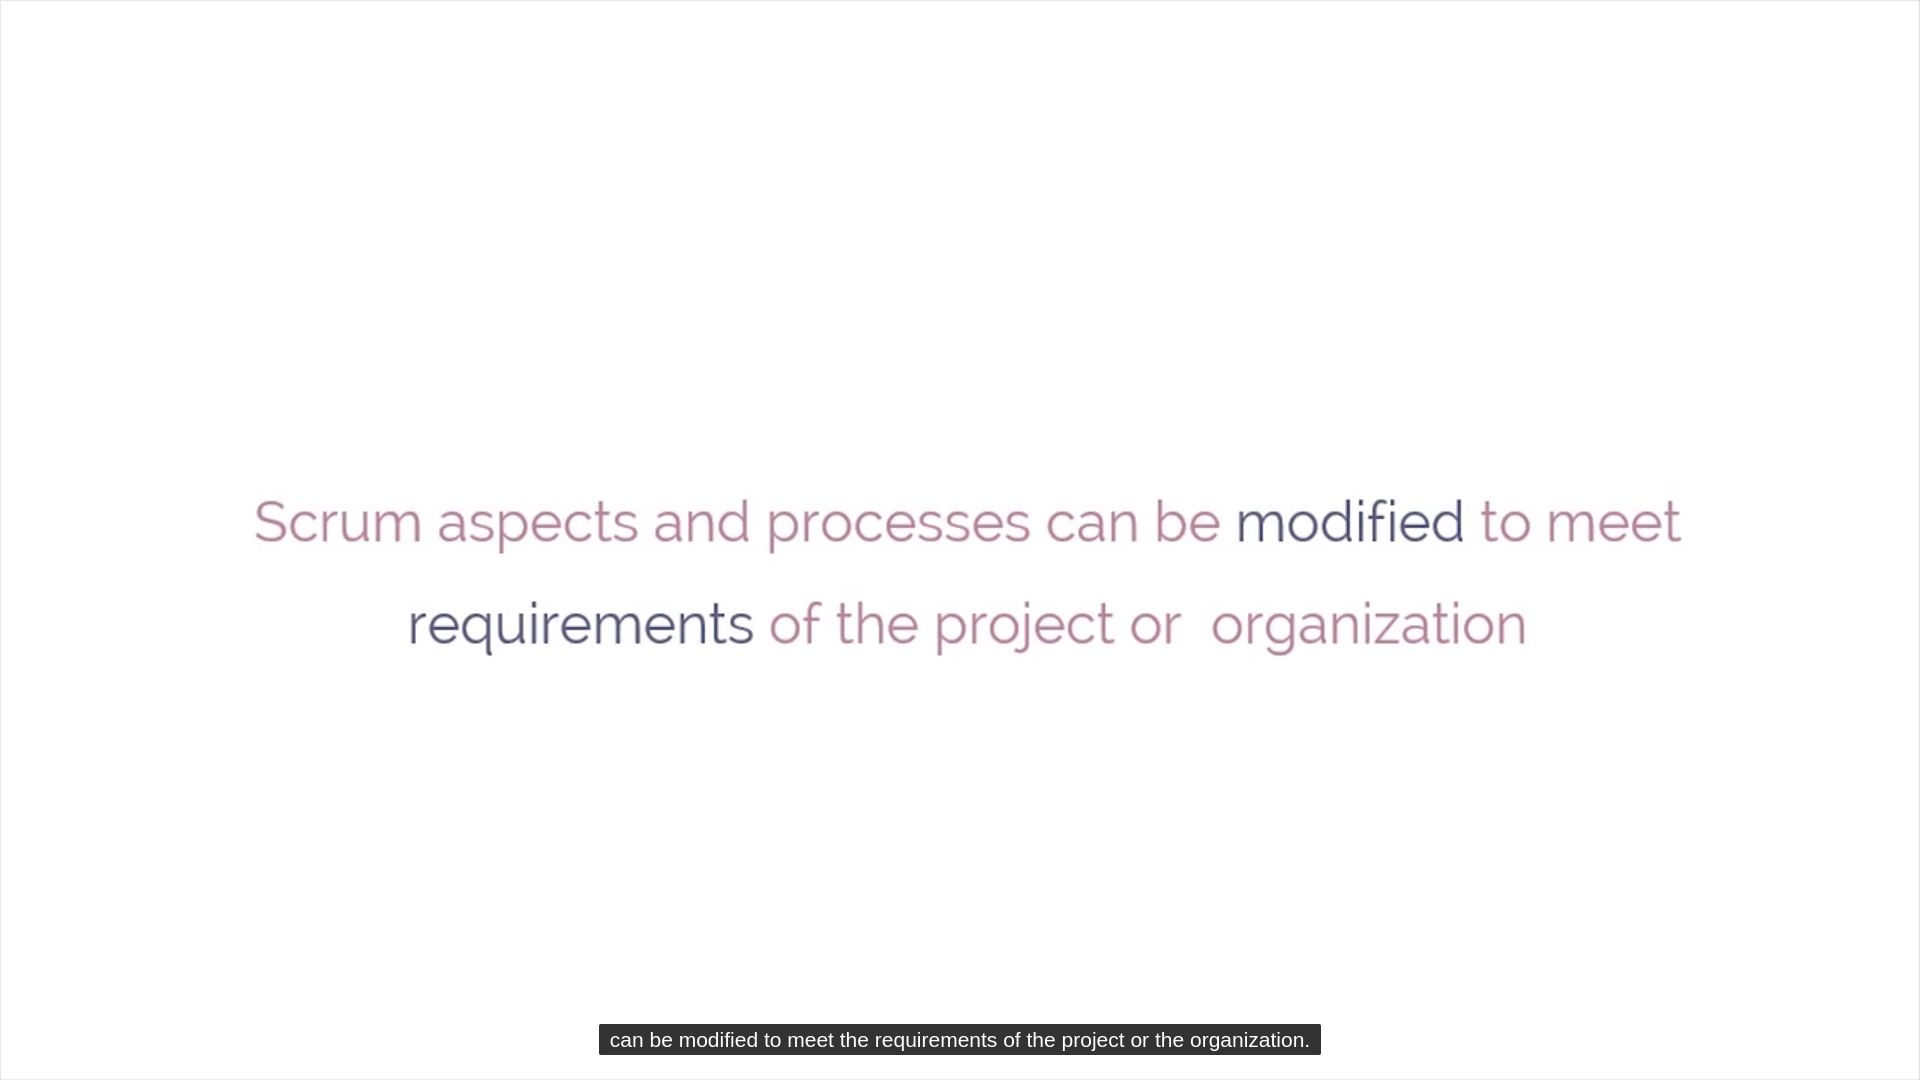 Scrum aspects and processes can be modified to meet
requirements of the project or organization
can be modified to meet the requirements of the project or the organization.